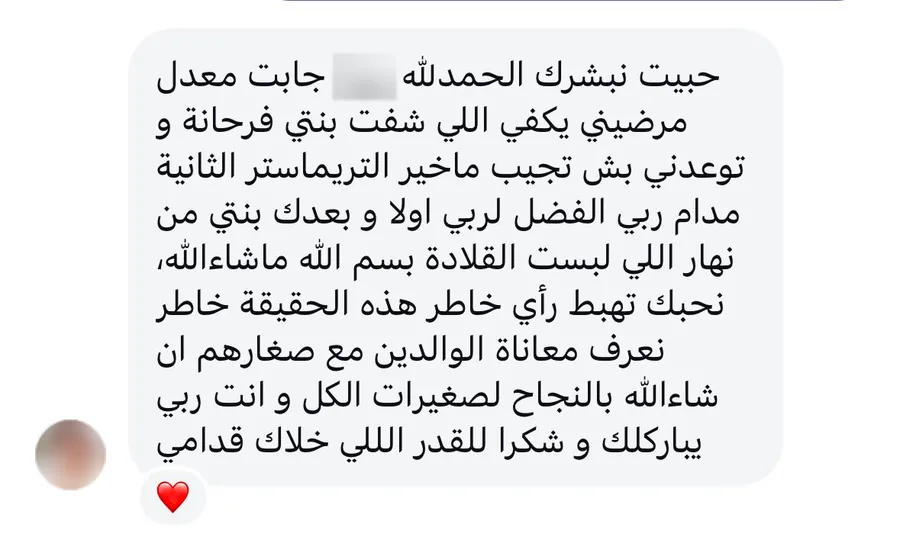 حبيت نبشرك الحمدلله جابت معدل
مرضيني يكفي اللي شفت بنتي فرحانة و
توعدني بش تجيب ماخير التريماستر الثانية
مدام ربي الفضل لربي اولا و بعدك بنتي من
نهار اللي لبست القلادة بسم الله ماشاءالله،
نحبك تهبط رأي خاطر هذه الحقيقة خاطر
نعرف معاناة الوالدين مع صغارهم ان
شاءالله بالنجاح لصغيرات الكل و انت ربي
يباركلك و شكرا للقدر الللي خلاك قدامي